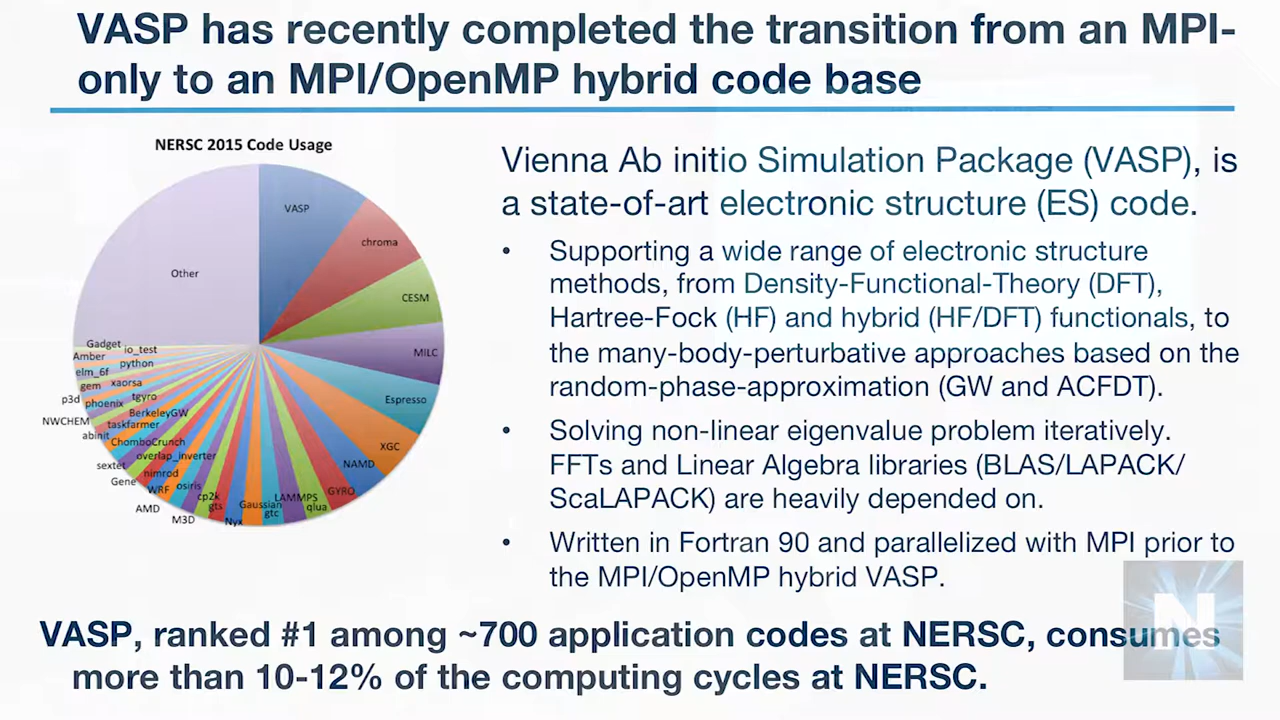 VASP has recently completed the transition from an MPI-
only to an MPI/OpenMP hybrid code base
NERSC 2015 Code Usage
VASP
chroma
CESM
MILC
Espresso
XGC
NAMD
GYRO
qlua
LAMMPS
gtc
Gaussian
Nyx
gts
cp2k
M3D
osiris
AMD
WRF
nimrod
Gene
overlap_inverter
sextet
ChomboCrunch
abinit
taskfarmer
NWCHEM
BerkeleyGW
phoenix
tgyro
p3d
xaorsa
gem
python
elm_6f
io_test
Amber
Gadget
Other
Vienna Ab initio Simulation Package (VASP), is
a state-of-art electronic structure (ES) code.
• Supporting a wide range of electronic structure
methods, from Density-Functional-Theory (DFT),
Hartree-Fock (HF) and hybrid (HF/DFT) functionals, to
the many-body-perturbative approaches based on the
random-phase-approximation (GW and ACFDT).
• Solving non-linear eigenvalue problem iteratively.
FFTs and Linear Algebra libraries (BLAS/LAPACK/
ScaLAPACK) are heavily depended on.
• Written in Fortran 90 and parallelized with MPI prior to
the MPI/OpenMP hybrid VASP.
VASP, ranked #1 among ~700 application codes at NERSC, consumes
more than 10-12% of the computing cycles at NERSC.
N